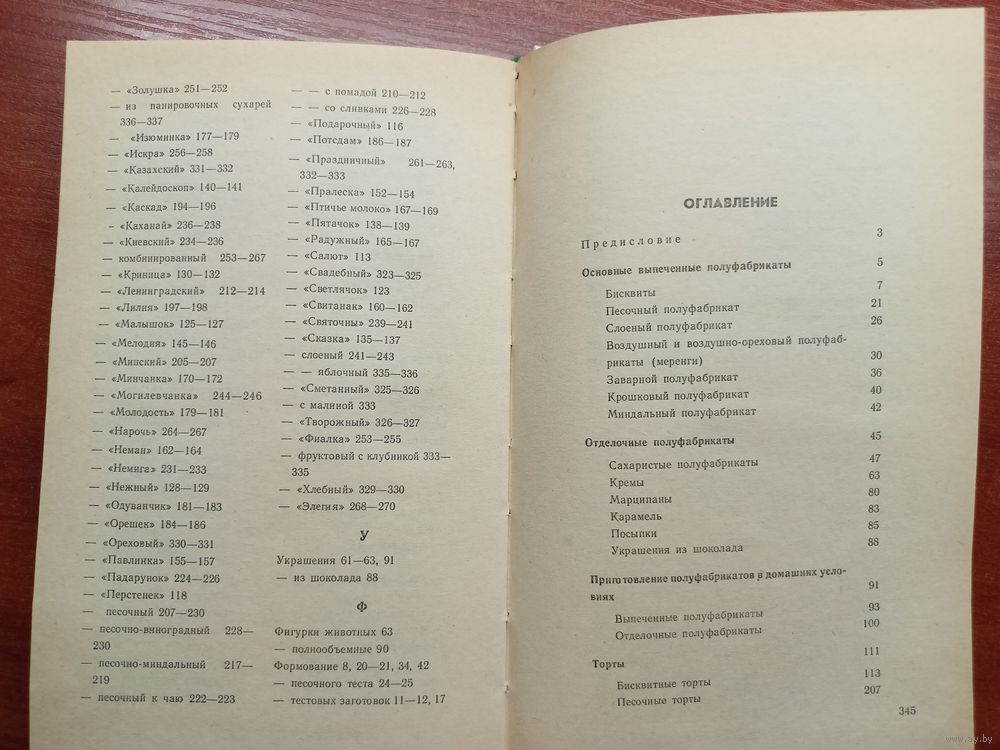 — «Золушка» 251—252
— из панировочных сухарей
336—337
— «Изюминка» 177—179
— «Искра» 256—258
— «Казахский» 331—332
— «Калейдоскоп» 140—141
— «Каскад» 194—196
– «Каханай» 236—238
— «Киевский» 234—236
— комбинированный 253—267
— «Криница» 130—132
— «Ленинградский» 212—214
— «Лилия» 197—198
— «Малышок» 125—127
— «Мелодия» 145—146
— «Минский» 205—207
— «Минчанка» 170—172
— «Могилевчанка» 244—246
— «Молодость» 179—181
— «Нарочь» 264—267
— «Неман» 162—164
— «Немига» 231—233
— «Нежный» 128—129
— «Одуванчик» 181—183
— «Орешек» 184—186
— «Ореховый» 330—331
— «Павлинка» 155—157
— «Падарунок» 224—226
— «Перстенек» 118
— песочный 207—230
— песочно-виноградный 228—
230
— песочно-миндальный 217—
219
— песочный к чаю 222—223
— — с помадой 210—212
— — со сливками 226—228
— «Подарочный» 116
— «Потсдам» 186—187
— «Праздничный» 261—263,
332—333
— «Пралеска» 152—154
— «Птичье молоко» 167—169
— «Пятачок» 138—139
— «Радужный» 165—167
— «Салют» 113
— «Свадебный» 323—325
— «Светлячок» 123
— «Свитанак» 160—162
— «Святочны» 239—241
— «Сказка» 135—137
— слоеный 241—243
— — яблочный 335—336
— «Сметанный» 325—326
— с малиной 333
— «Творожный» 326—327
— «Фиалка» 253—255
— фруктовый с клубникой 333—
335
— «Хлебный» 329—330
— «Элегия» 268—270
У
Украшения 61—63, 91
— из шоколада 88
Ф
Фигурки животных 63
— полнообъемные 90
Формование 8, 20—21, 34, 42
— песочного теста 24—25
— тестовых заготовок 11—12, 17
ОГЛАВЛЕНИЕ
Предисловие 3
Основные выпеченные полуфабрикаты 5
Бисквиты 7
Песочный полуфабрикат 21
Слоеный полуфабрикат 26
Воздушный и воздушно-ореховый полуфаб-
рикаты (меренги) 30
Заварной полуфабрикат 36
Крошковый полуфабрикат 40
Миндальный полуфабрикат 42
Отделочные полуфабрикаты 45
Сахаристые полуфабрикаты 47
Кремы 63
Марципаны 80
Карамель 83
Посыпки 85
Украшения из шоколада 88
Приготовление полуфабрикатов в домашних усло-
виях 91
Выпеченные полуфабрикаты 93
Отделочные полуфабрикаты 100
Торты 111
Бисквитные торты 113
Песочные торты 207
345
www.ay.by